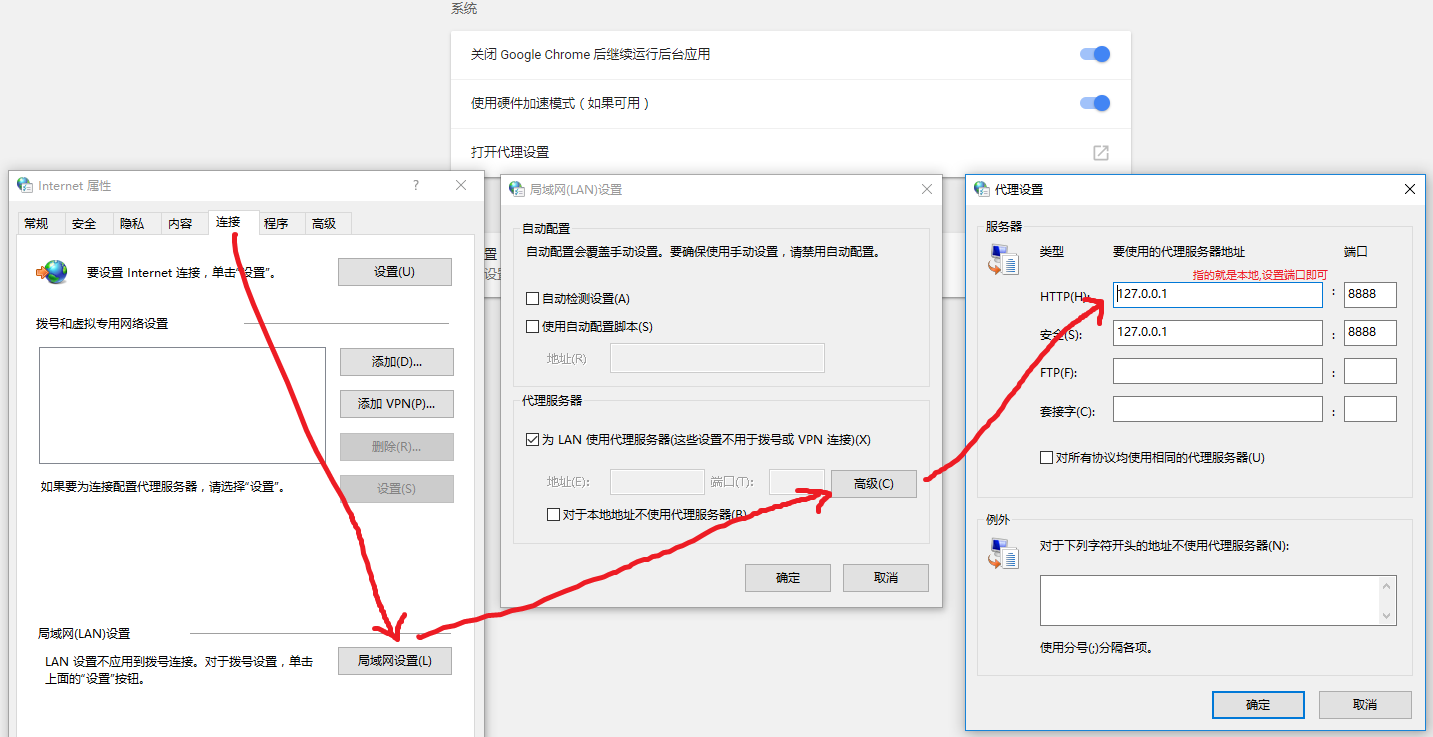 系统
关闭 Google Chrome 后继续运行后台应用
使用硬件加速模式（如果可用）
打开代理设置
置
设
Internet 属性
?
常规 安全 隐私 内容 连接 程序 高级
要设置 Internet 连接，单击“设置”。
设置(U)
拨号和虚拟专用网络设置
添加(D)...
添加 VPN(P)...
删除(R)...
设置(S)
如果要为连接配置代理服务器，请选择“设置”。
局域网(LAN)设置
LAN 设置不应用到拨号连接。对于拨号设置，单击
上面的“设置”按钮。
局域网设置(L)
局域网(LAN)设置
自动配置
自动配置会覆盖手动设置。要确保使用手动设置，请禁用自动配置。
自动检测设置(A)
使用自动配置脚本(S)
地址(R)
代理服务器
为 LAN 使用代理服务器(这些设置不用于拨号或 VPN 连接)(X)
地址(E): 端口(T): 高级(C)
对于本地地址不使用代理服务器(B)
确定 取消
代理设置
服务器
类型 要使用的代理服务器地址 端口
指的就是本地,设置端口即可
HTTP(H): 127.0.0.1 : 8888
安全(S): 127.0.0.1 : 8888
FTP(F): :
套接字(C): :
对所有协议均使用相同的代理服务器(U)
例外
对于下列字符开头的地址不使用代理服务器(N):
使用分号(;)分隔各项。
确定 取消